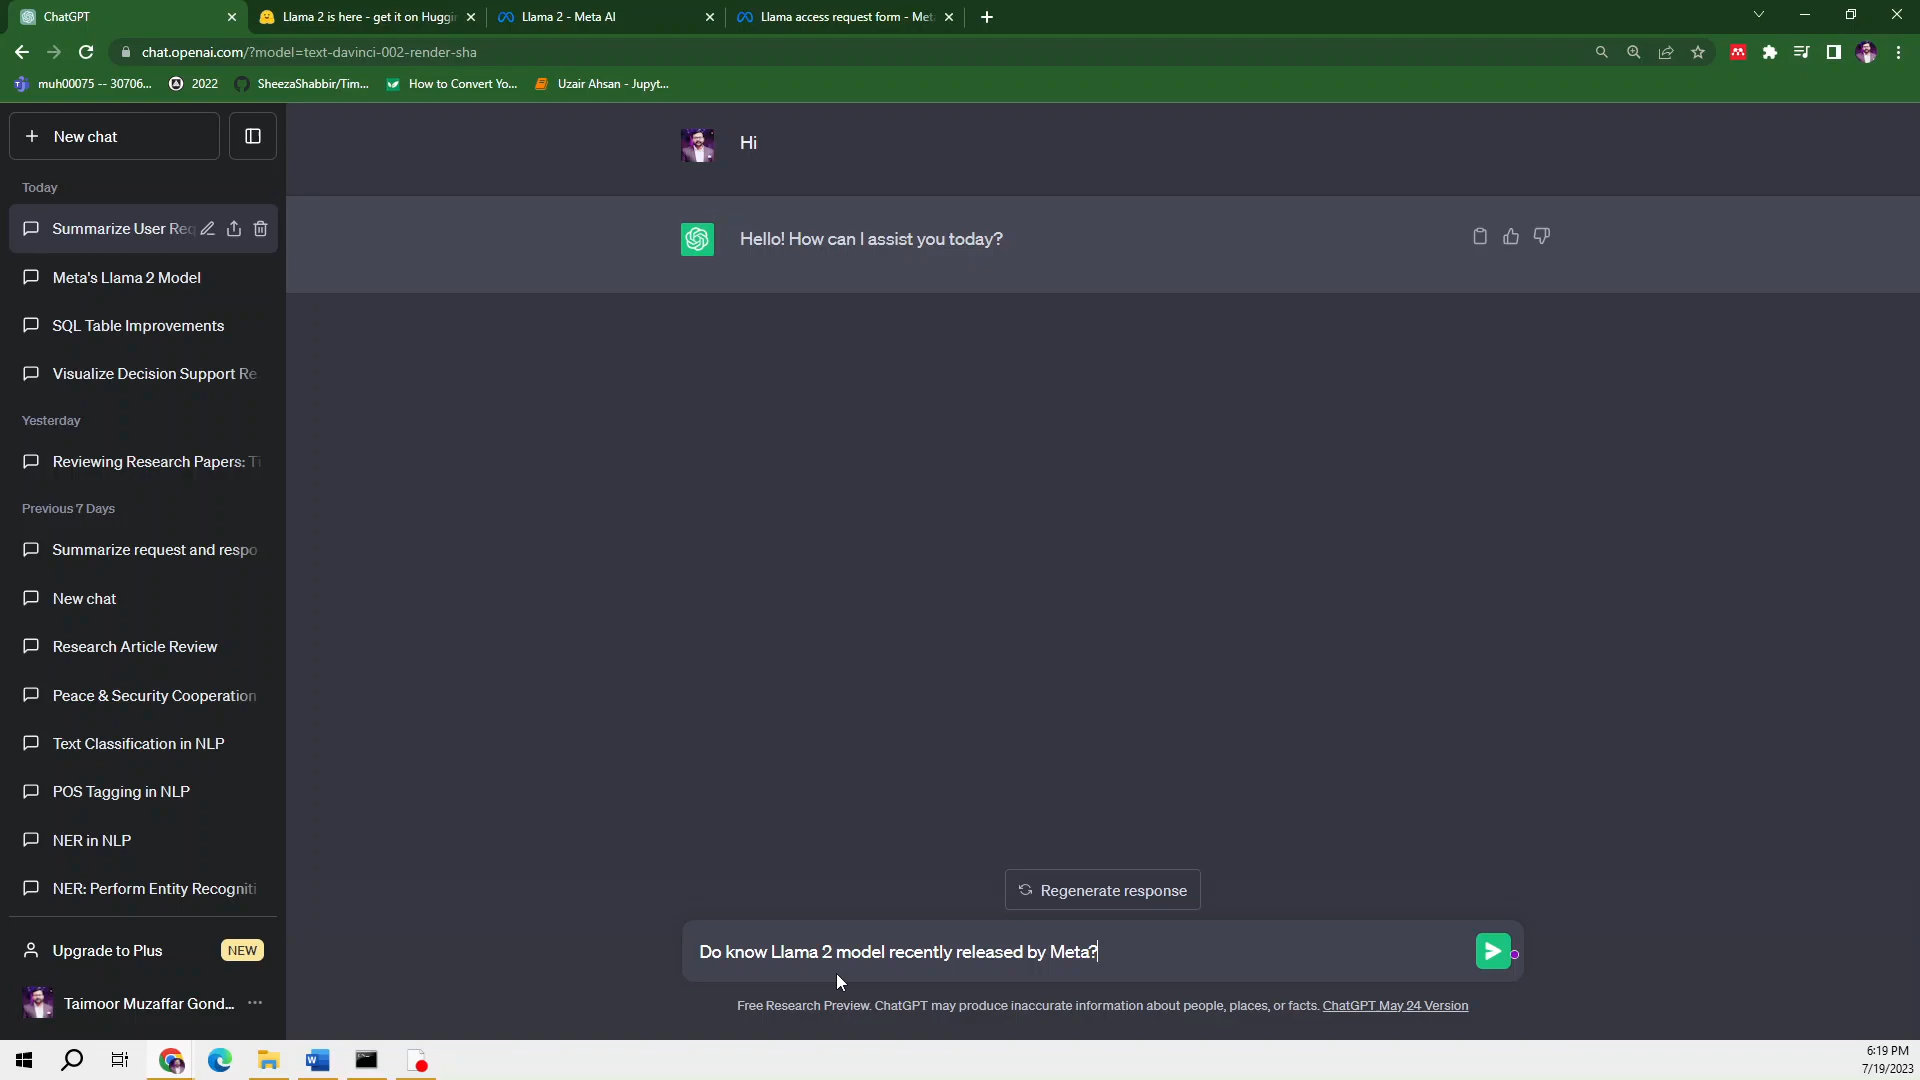 ChatGPT
Llama 2 is here - get it on Huggin
Llama 2 - Meta AI
Llama access request form - Met
chat.openai.com/?model=text-davinci-002-render-sha
muh00075 -- 30706...
2022
SheezaShabbir/Tim...
How to Convert Yo...
Uzair Ahsan - Jupyt...
New chat
Today
Summarize User Req
Meta's Llama 2 Model
SQL Table Improvements
Visualize Decision Support Re
Yesterday
Reviewing Research Papers: Ti
Previous 7 Days
Summarize request and respo
New chat
Research Article Review
Peace & Security Cooperation
Text Classification in NLP
POS Tagging in NLP
NER in NLP
NER: Perform Entity Recogniti
Upgrade to Plus
NEW
Taimoor Muzaffar Gond...
Hi
Hello! How can I assist you today?
Regenerate response
Do know Llama 2 model recently released by Meta?
Free Research Preview. ChatGPT may produce inaccurate information about people, places, or facts. ChatGPT May 24 Version
6:19 PM
7/19/2023